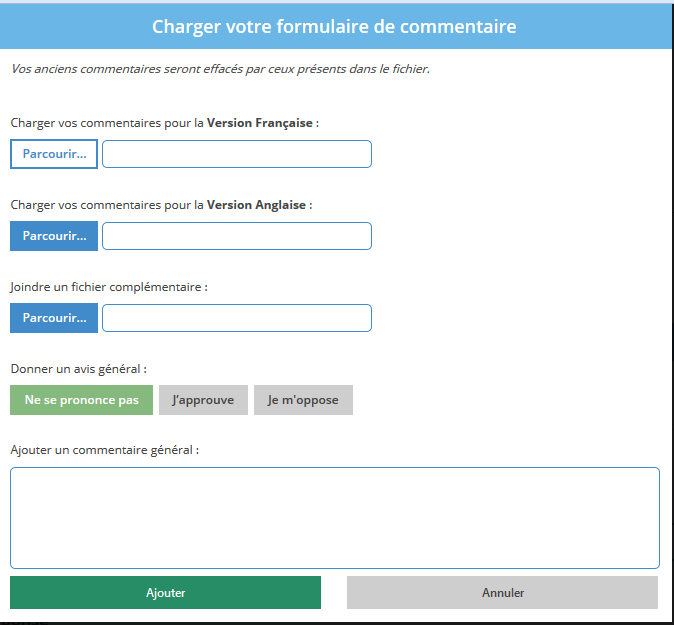 Charger votre formulaire de commentaire
Vos anciens commentaires seront effacés par ceux présents dans le fichier.
Charger vos commentaires pour la Version Française :
Parcourir...
Charger vos commentaires pour la Version Anglaise :
Parcourir...
Joindre un fichier complémentaire :
Parcourir...
Donner un avis général :
Ne se prononce pas J'approuve Je m'oppose
Ajouter un commentaire général :
Ajouter Annuler